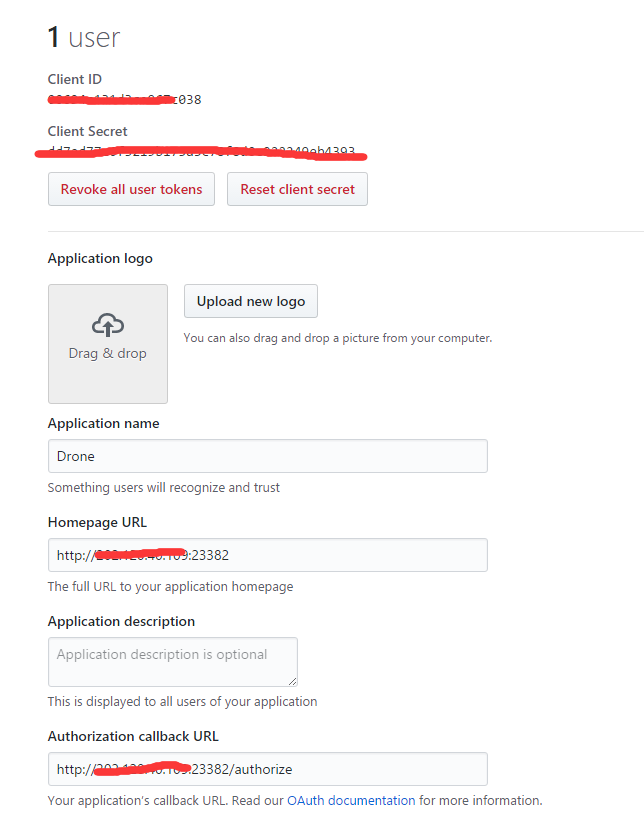 1 user
Client ID
038
Client Secret
Revoke all user tokens
Reset client secret
Application logo
Upload new logo
Drag & drop
You can also drag and drop a picture from your computer.
Application name
Drone
Something users will recognize and trust
Homepage URL
http:// :23382
The full URL to your application homepage
Application description
Application description is optional
This is displayed to all users of your application
Authorization callback URL
http:// :23382/authorize
Your application's callback URL. Read our OAuth documentation for more information.